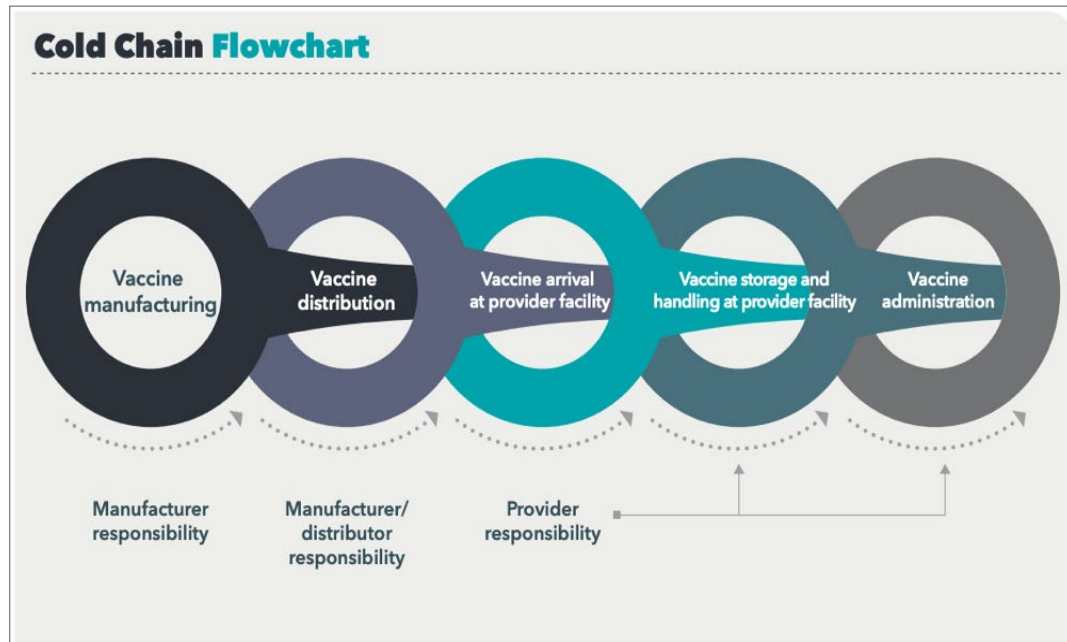 Cold Chain Flowchart
Vaccine
manufacturing
Vaccine
distribution
Vaccine arrival
at provider facility
Vaccine storage and
handling at provider facility
Vaccine
administration
Manufacturer
responsibility
Manufacturer/
distributor
responsibility
Provider
responsibility